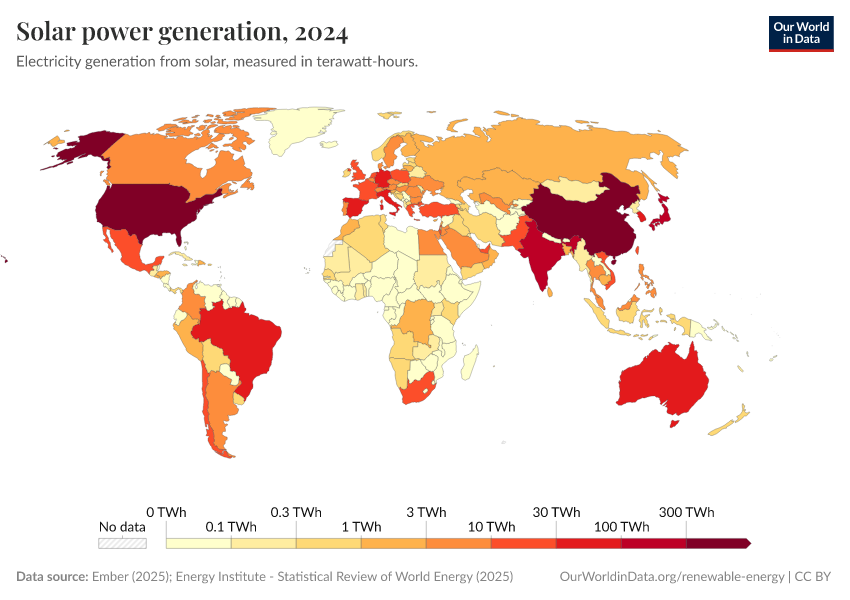 Solar power generation, 2024
Our World
in Data
Electricity generation from solar, measured in terawatt-hours.
0 TWh 0.3 TWh 3 TWh 30 TWh 300 TWh
No data 0.1 TWh 1 TWh 10 TWh 100 TWh
Data source: Ember (2025); Energy Institute - Statistical Review of World Energy (2025) OurWorldinData.org/renewable-energy | CC BY